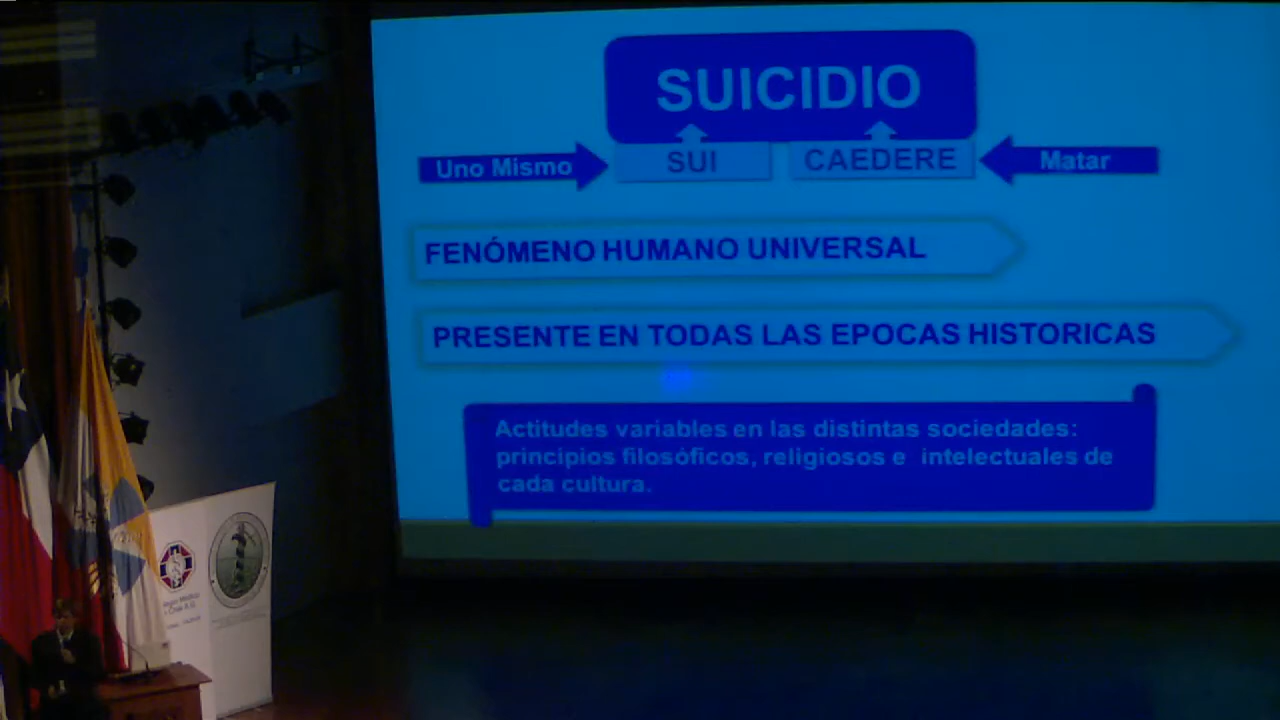 SUICIDIO
Uno Mismo
SUI
CAEDERE
Matar
FENÓMENO HUMANO UNIVERSAL
PRESENTE EN TODAS LAS EPOCAS HISTORICAS
Actitudes variables en las distintas sociedades:
principios filosóficos, religiosos e intelectuales de
cada cultura.